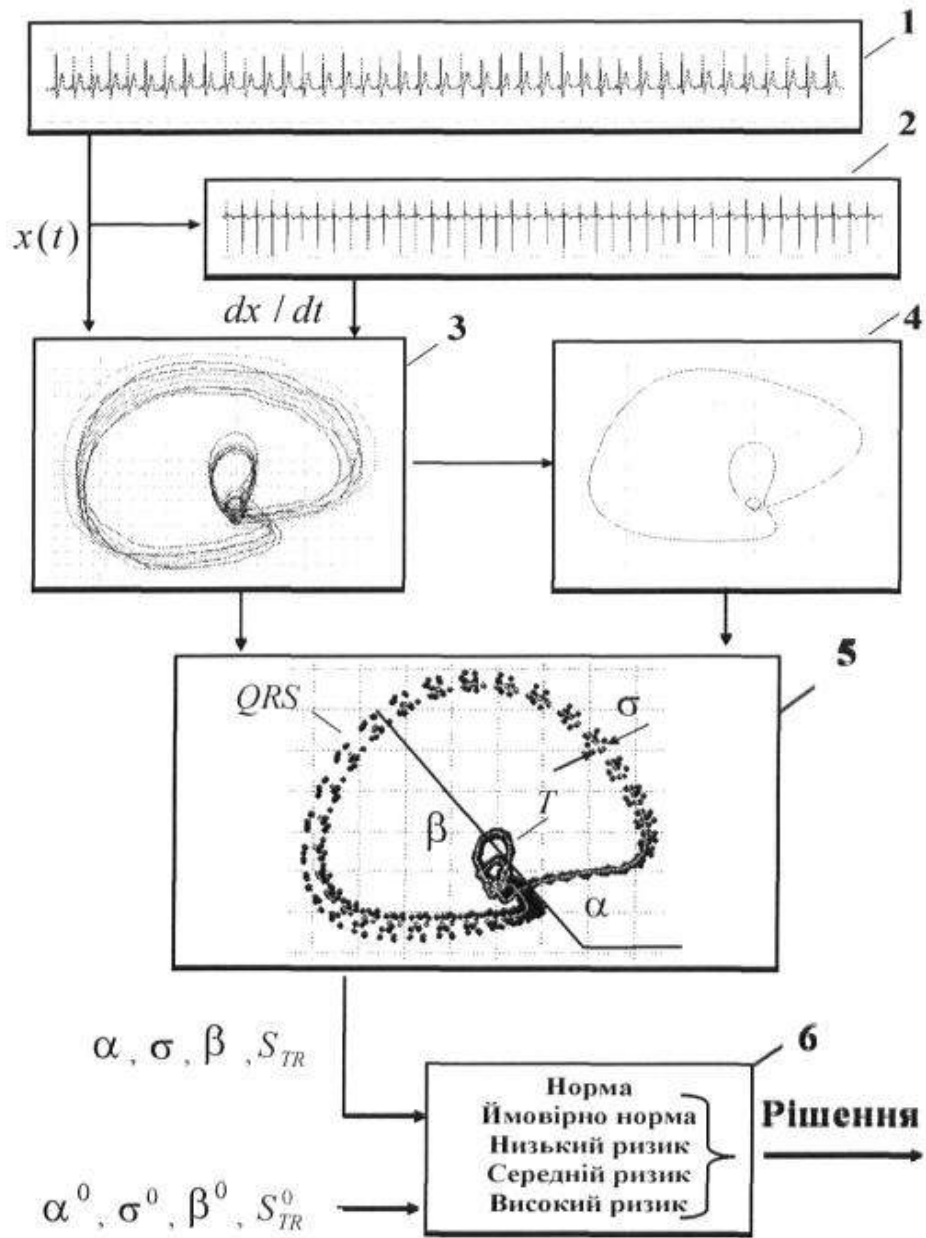 1
2
x(t)
dx / dt
3
4
5
QRS
σ
T
β
α
α , σ , β , S_TR
6
Норма
Ймовірно норма
Низький ризик
Середній ризик
Високий ризик
Рішення
α⁰, σ⁰, β⁰, S⁰_TR